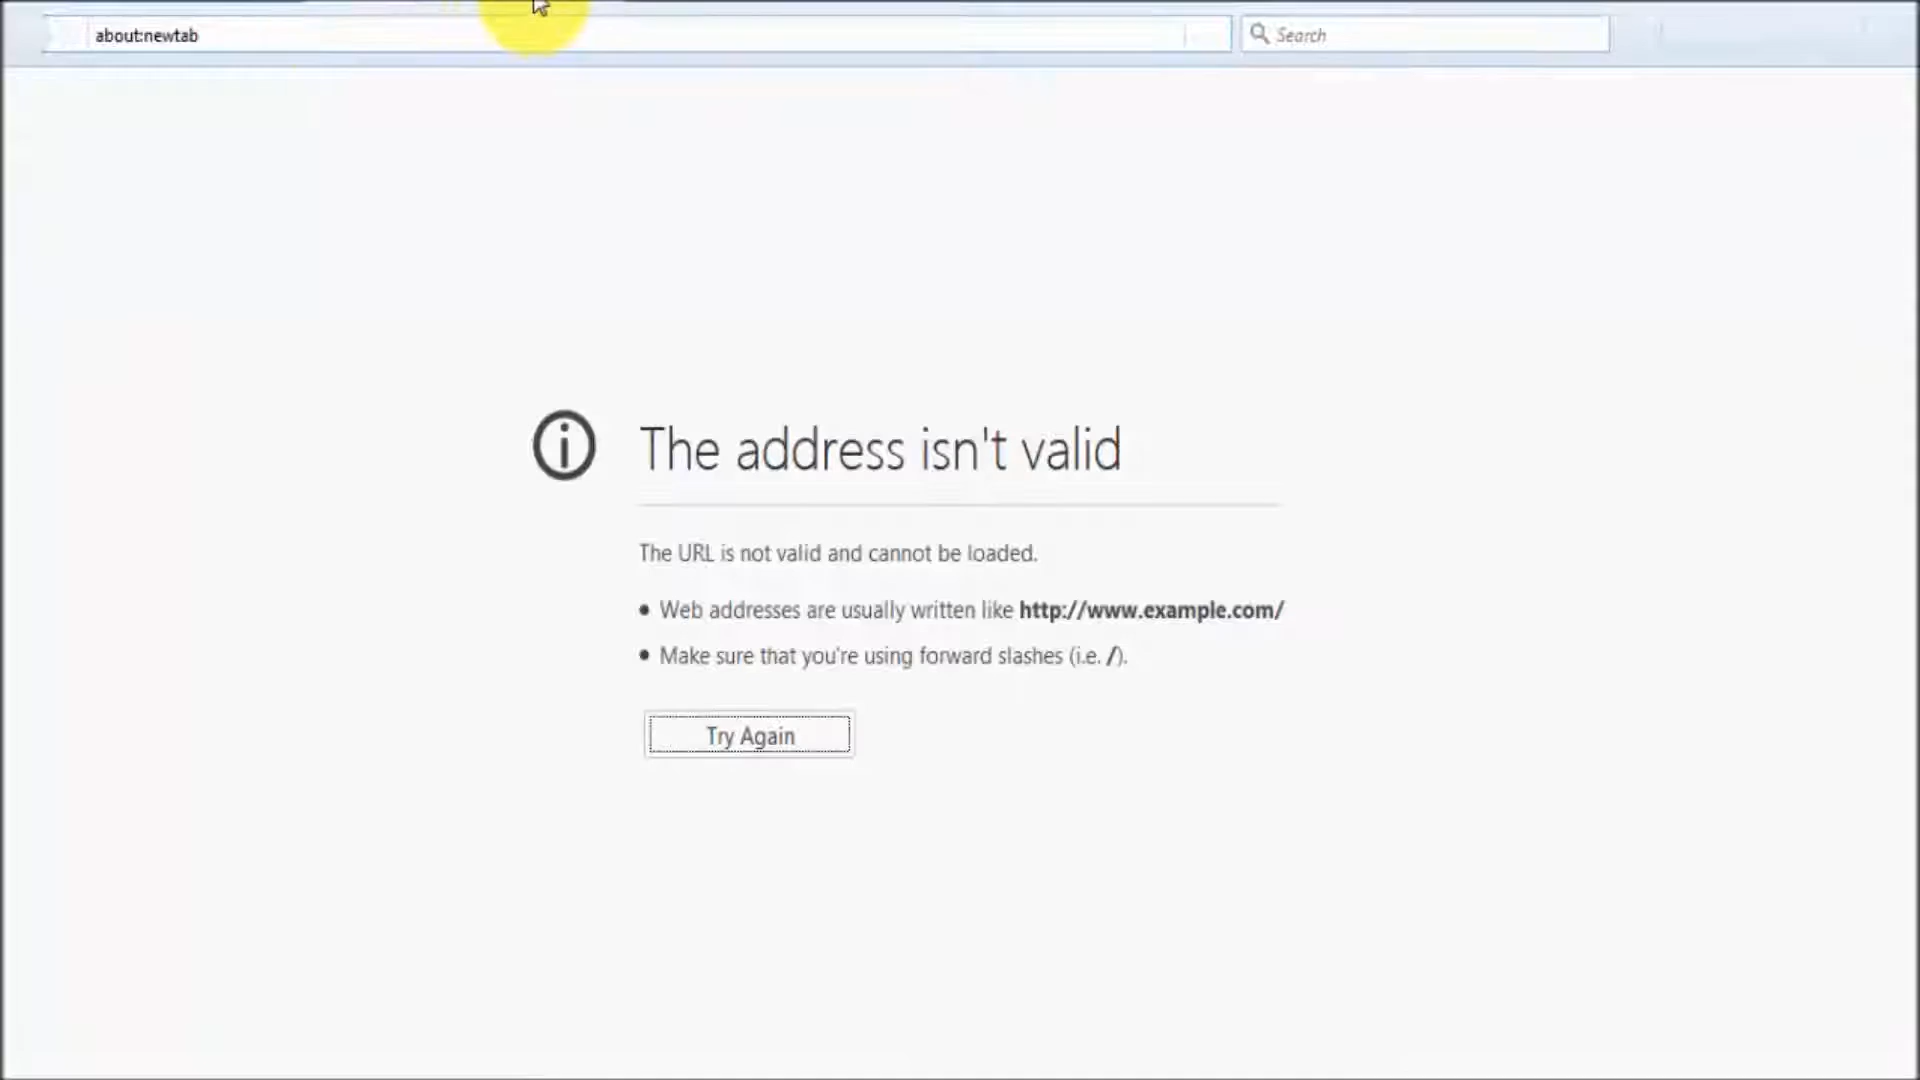 about:newtab
Search
The address isn't valid
The URL is not valid and cannot be loaded.
• Web addresses are usually written like http://www.example.com/
• Make sure that you're using forward slashes (i.e. /).
Try Again